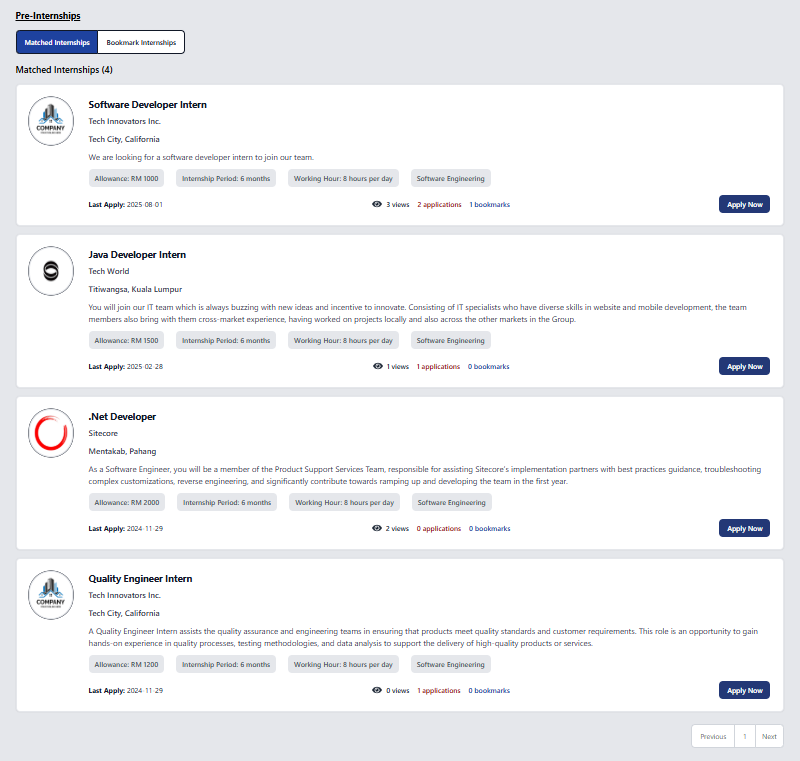 Pre-Internships
Matched Internships Bookmark Internships
Matched Internships (4)
COMPANY
Software Developer Intern
Tech Innovators Inc.
Tech City, California
We are looking for a software developer intern to join our team.
Allowance: RM 1000 Internship Period: 6 months Working Hour: 8 hours per day Software Engineering
Last Apply: 2025-08-01 3 views 2 applications 1 bookmarks Apply Now
Java Developer Intern
Tech World
Titiwangsa, Kuala Lumpur
You will join our IT team which is always buzzing with new ideas and incentive to innovate. Consisting of IT specialists who have diverse skills in website and mobile development, the team
members also bring with them cross-market experience, having worked on projects locally and also across the other markets in the Group.
Allowance: RM 1500 Internship Period: 6 months Working Hour: 8 hours per day Software Engineering
Last Apply: 2025-02-28 1 views 1 applications 0 bookmarks Apply Now
.Net Developer
Sitecore
Mentakab, Pahang
As a Software Engineer, you will be a member of the Product Support Services Team, responsible for assisting Sitecore's implementation partners with best practices guidance, troubleshooting
complex customizations, reverse engineering, and significantly contribute towards ramping up and developing the team in the first year.
Allowance: RM 2000 Internship Period: 6 months Working Hour: 8 hours per day Software Engineering
Last Apply: 2024-11-29 2 views 0 applications 0 bookmarks Apply Now
COMPANY
Quality Engineer Intern
Tech Innovators Inc.
Tech City, California
A Quality Engineer Intern assists the quality assurance and engineering teams in ensuring that products meet quality standards and customer requirements. This role is an opportunity to gain
hands-on experience in quality processes, testing methodologies, and data analysis to support the delivery of high-quality products or services.
Allowance: RM 1200 Internship Period: 6 months Working Hour: 8 hours per day Software Engineering
Last Apply: 2024-11-29 0 views 1 applications 0 bookmarks Apply Now
Previous 1 Next